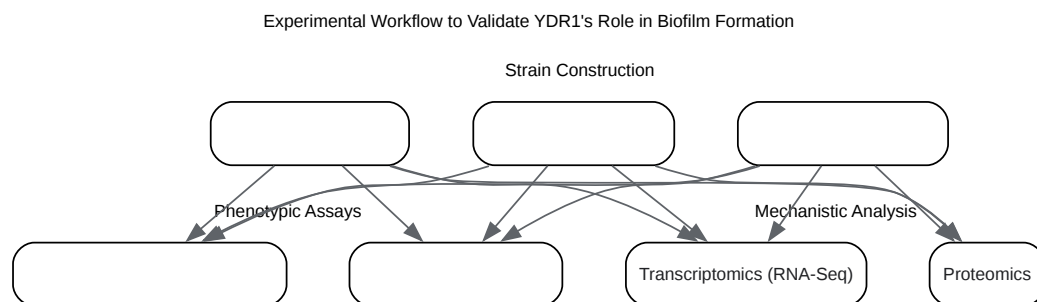 Experimental Workflow to Validate YDR1's Role in Biofilm Formation
Strain Construction
Phenotypic Assays
Mechanistic Analysis
Transcriptomics (RNA-Seq)
Proteomics